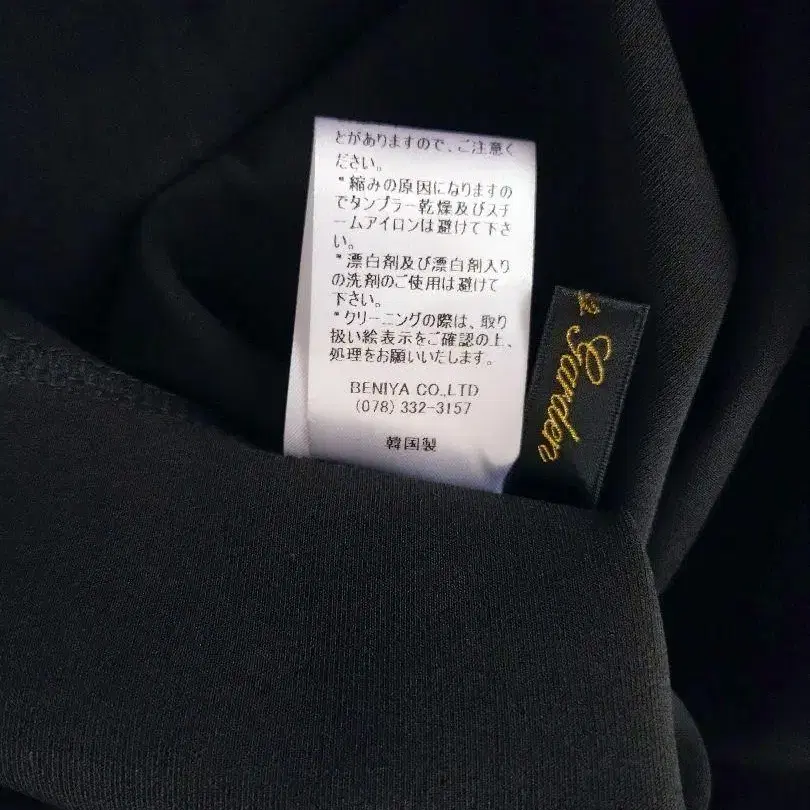 とがありますので、ご注意く
ださい。
*縮みの原因になりますの
でタンブラー乾燥及びスチ
ームアイロンは避けて下さ
い。
*漂白剤及び漂白剤入り
の洗剤のご使用は避けて
下さい。
*クリーニングの際は、取り
扱い絵表示をご確認の上、
処理をお願いいたします。
BENIYA CO.,LTD
(078) 332-3157
韓国製
Garden